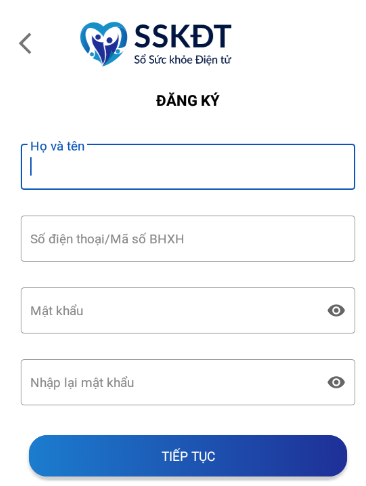 SSKĐT
Sổ Sức khỏe Điện tử
ĐĂNG KÝ
Họ và tên
Số điện thoại/Mã số BHXH
Mật khẩu
Nhập lại mật khẩu
TIẾP TỤC